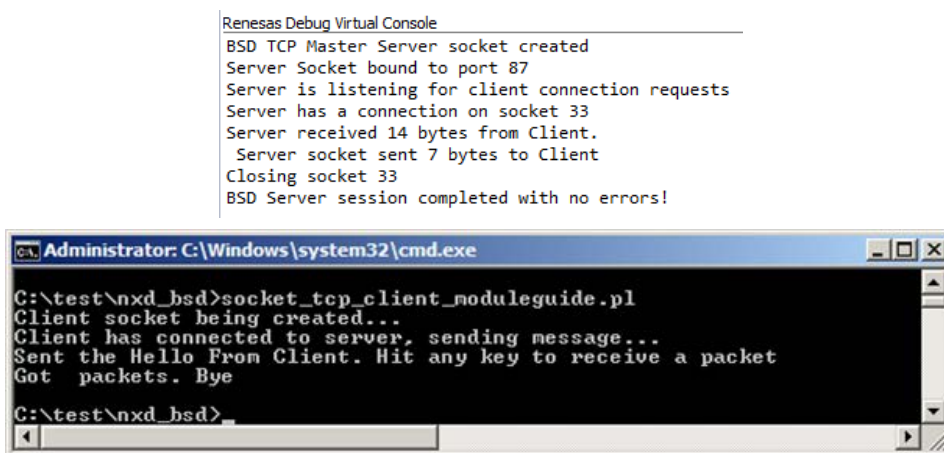 Renesas Debug Virtual Console
BSD TCP Master Server socket created
Server Socket bound to port 87
Server is listening for client connection requests
Server has a connection on socket 33
Server received 14 bytes from Client.
Server socket sent 7 bytes to Client
Closing socket 33
BSD Server session completed with no errors!
Administrator: C:\Windows\system32\cmd.exe
C:\test\nxd_bsd>socket_tcp_client_moduleguide.pl
Client socket being created...
Client has connected to server, sending message...
Sent the Hello From Client. Hit any key to receive a packet
Got  packets. Bye
C:\test\nxd_bsd>_